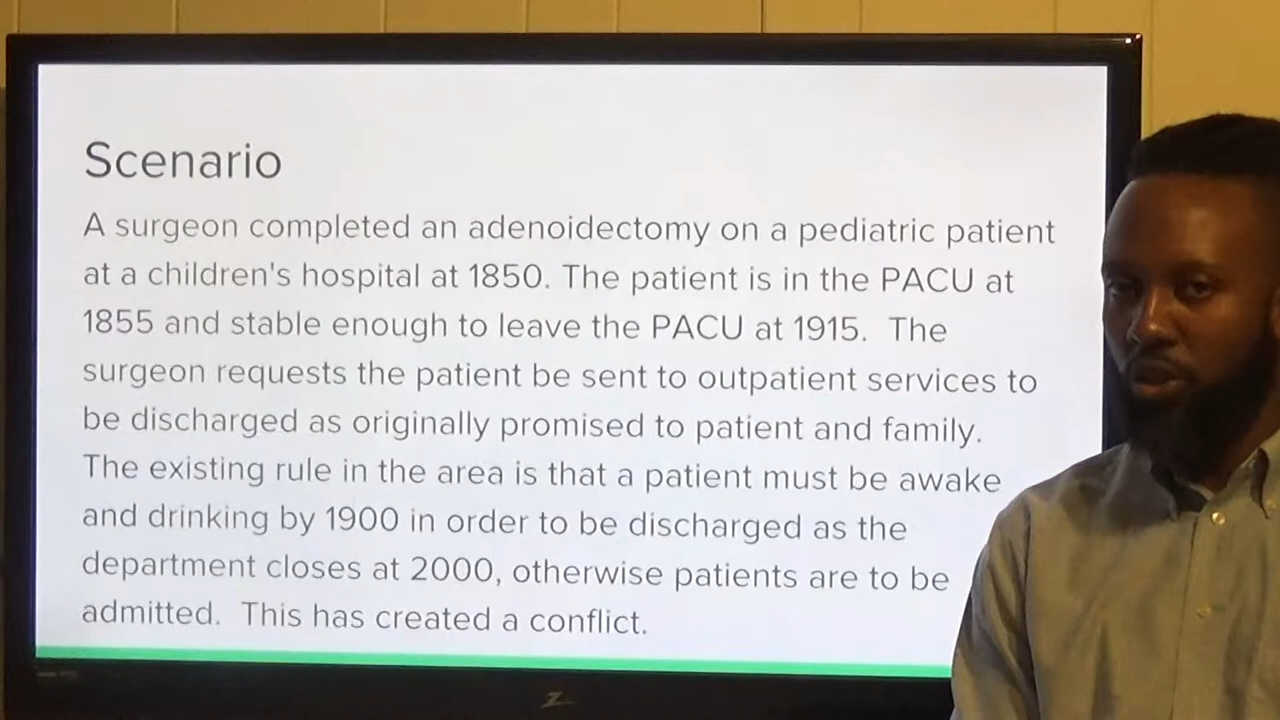 Scenario
A surgeon completed an adenoidectomy on a pediatric patient
at a children's hospital at 1850. The patient is in the PACU at
1855 and stable enough to leave the PACU at 1915.  The
surgeon requests the patient be sent to outpatient services to
be discharged as originally promised to patient and family.
The existing rule in the area is that a patient must be awake
and drinking by 1900 in order to be discharged as the
department closes at 2000, otherwise patients are to be
admitted.  This has created a conflict.
Z